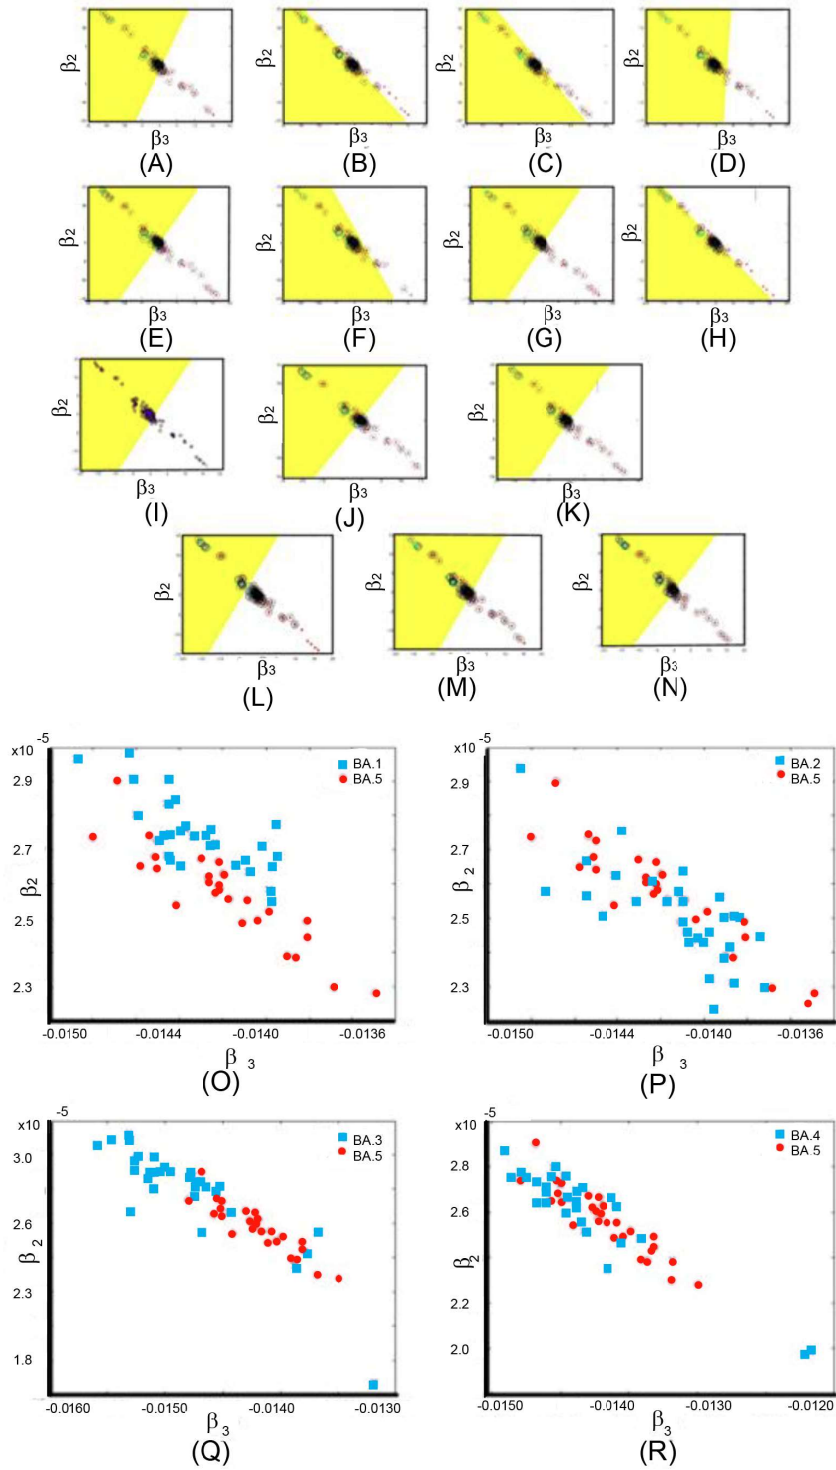 β2 β2 β2 β2
β3 β3 β3 β3
(A) (B) (C) (D)
β2 β2 β2 β2
β3 β3 β3 β3
(E) (F) (G) (H)
β2 β2 β2
β3 β3 β3
(I) (J) (K)
β2 β2 β2
β3 β3 β3
(L) (M) (N)
x10 -5
BA.1
BA.5
2.9
2.7
β2
2.5
2.3
-0.0150 -0.0144 -0.0140 -0.0136
β3
(O)
x10 -5
BA.2
BA.5
2.9
2.7
β2
2.5
2.3
-0.0150 -0.0144 -0.0140 -0.0136
β3
(P)
x10 -5
BA.3
BA.5
3.0
2.6
β2
2.3
1.8
-0.0160 -0.0150 -0.0140 -0.0130
β3
(Q)
x10 -5
BA.4
BA 5
2.8
2.6
β2
2.2
2.0
-0.0150 -0.0140 -0.0130 -0.0120
β3
(R)